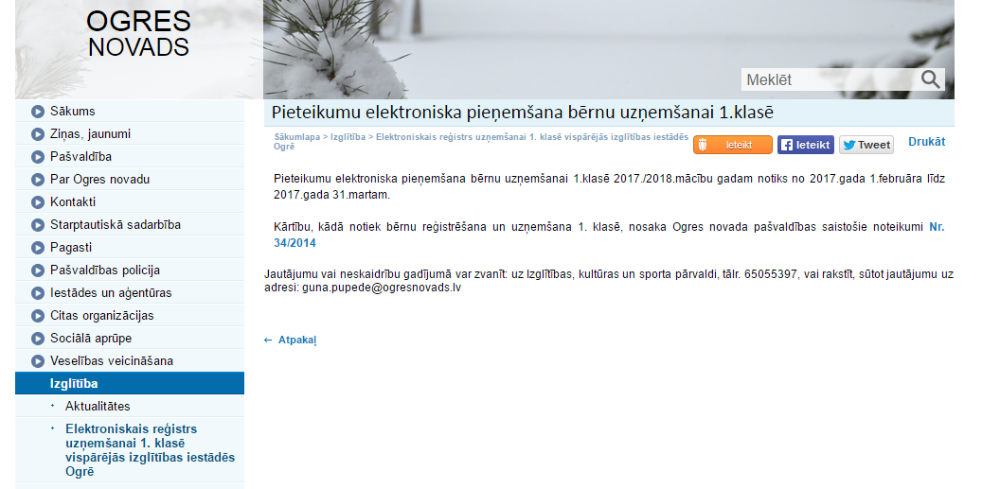 OGRES
NOVADS
Meklēt
Sākums
Ziņas, jaunumi
Pašvaldība
Par Ogres novadu
Kontakti
Starptautiskā sadarbība
Pagasti
Pašvaldības policija
Iestādes un aģentūras
Citas organizācijas
Sociālā aprūpe
Veselības veicināšana
Izglītība
Aktualitātes
Elektroniskais reģistrs
uzņemšanai 1. klasē
vispārējās izglītības iestādēs
Ogrē
Pieteikumu elektroniska pieņemšana bērnu uzņemšanai 1.klasē
Sākumlapa > Izglītība > Elektroniskais reģistrs uzņemšanai 1. klasē vispārējās izglītības iestādēs
Ogrē
Ieteikt
Ieteikt
Tweet
Drukāt
Pieteikumu elektroniska pieņemšana bērnu uzņemšanai 1.klasē 2017./2018.mācību gadam notiks no 2017.gada 1.februāra līdz
2017.gada 31.martam.
Kārtību, kādā notiek bērnu reģistrēšana un uzņemšana 1. klasē, nosaka Ogres novada pašvaldības saistošie noteikumi Nr.
34/2014
Jautājumu vai neskaidrību gadījumā var zvanīt: uz Izglītības, kultūras un sporta pārvaldi, tālr. 65055397, vai rakstīt, sūtot jautājumu uz
adresi: guna.pupede@ogresnovads.lv
← Atpakaļ